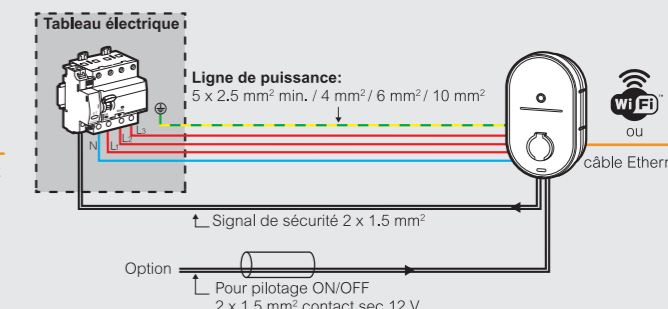 Tableau électrique
Ligne de puissance:
5 x 2.5 mm² min. / 4 mm² / 6 mm² / 10 mm²
L3
L2
L1
N
WiFi™
ou
câble Ethern
Signal de sécurité 2 x 1.5 mm²
Option
Pour pilotage ON/OFF
2 x 1.5 mm² contact sec 12 V